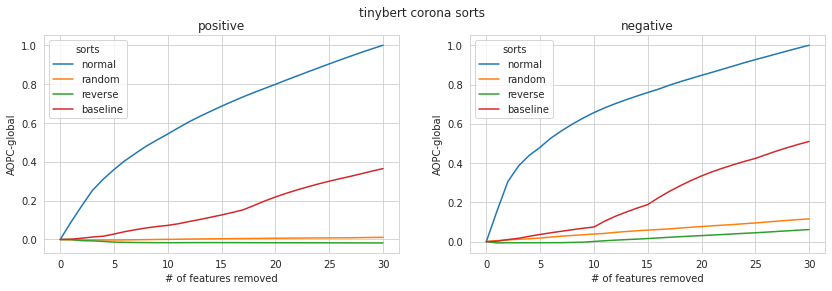 tinybert corona sorts
positive
AOPC-global
1.0
0.8
0.6
0.4
0.2
0.0
sorts
normal
random
reverse
baseline
0 5 10 15 20 25 30
# of features removed
negative
AOPC-global
1.0
0.8
0.6
0.4
0.2
0.0
sorts
normal
random
reverse
baseline
0 5 10 15 20 25 30
# of features removed